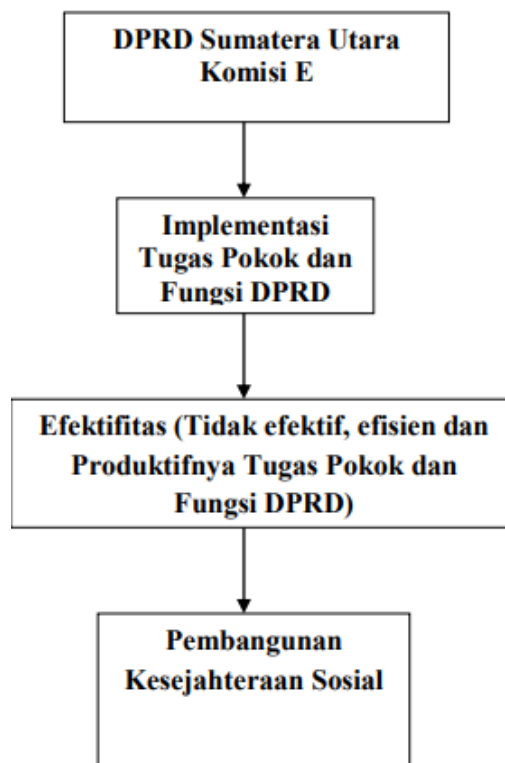 DPRD Sumatera Utara
Komisi E
Implementasi
Tugas Pokok dan
Fungsi DPRD
Efektifitas (Tidak efektif, efisien dan
Produktifnya Tugas Pokok dan
Fungsi DPRD)
Pembangunan
Kesejahteraan Sosial